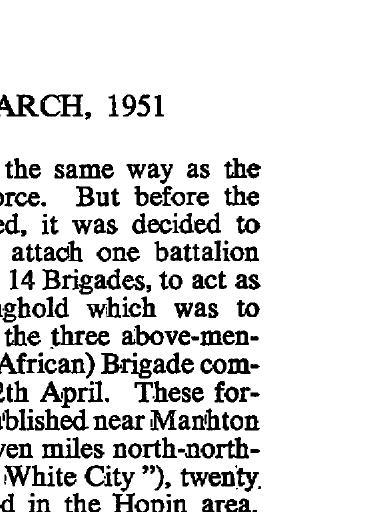 ARCH, 1951
the same way as the
orce. But before the
ed, it was decided to
attach one battalion
14 Brigades, to act as
nghold which was to
the three above-men-
African) Brigade com-
2th April. These for-
ablished near Manhton
ven miles north-north-
White City ”), twenty
d in the Hopin area.